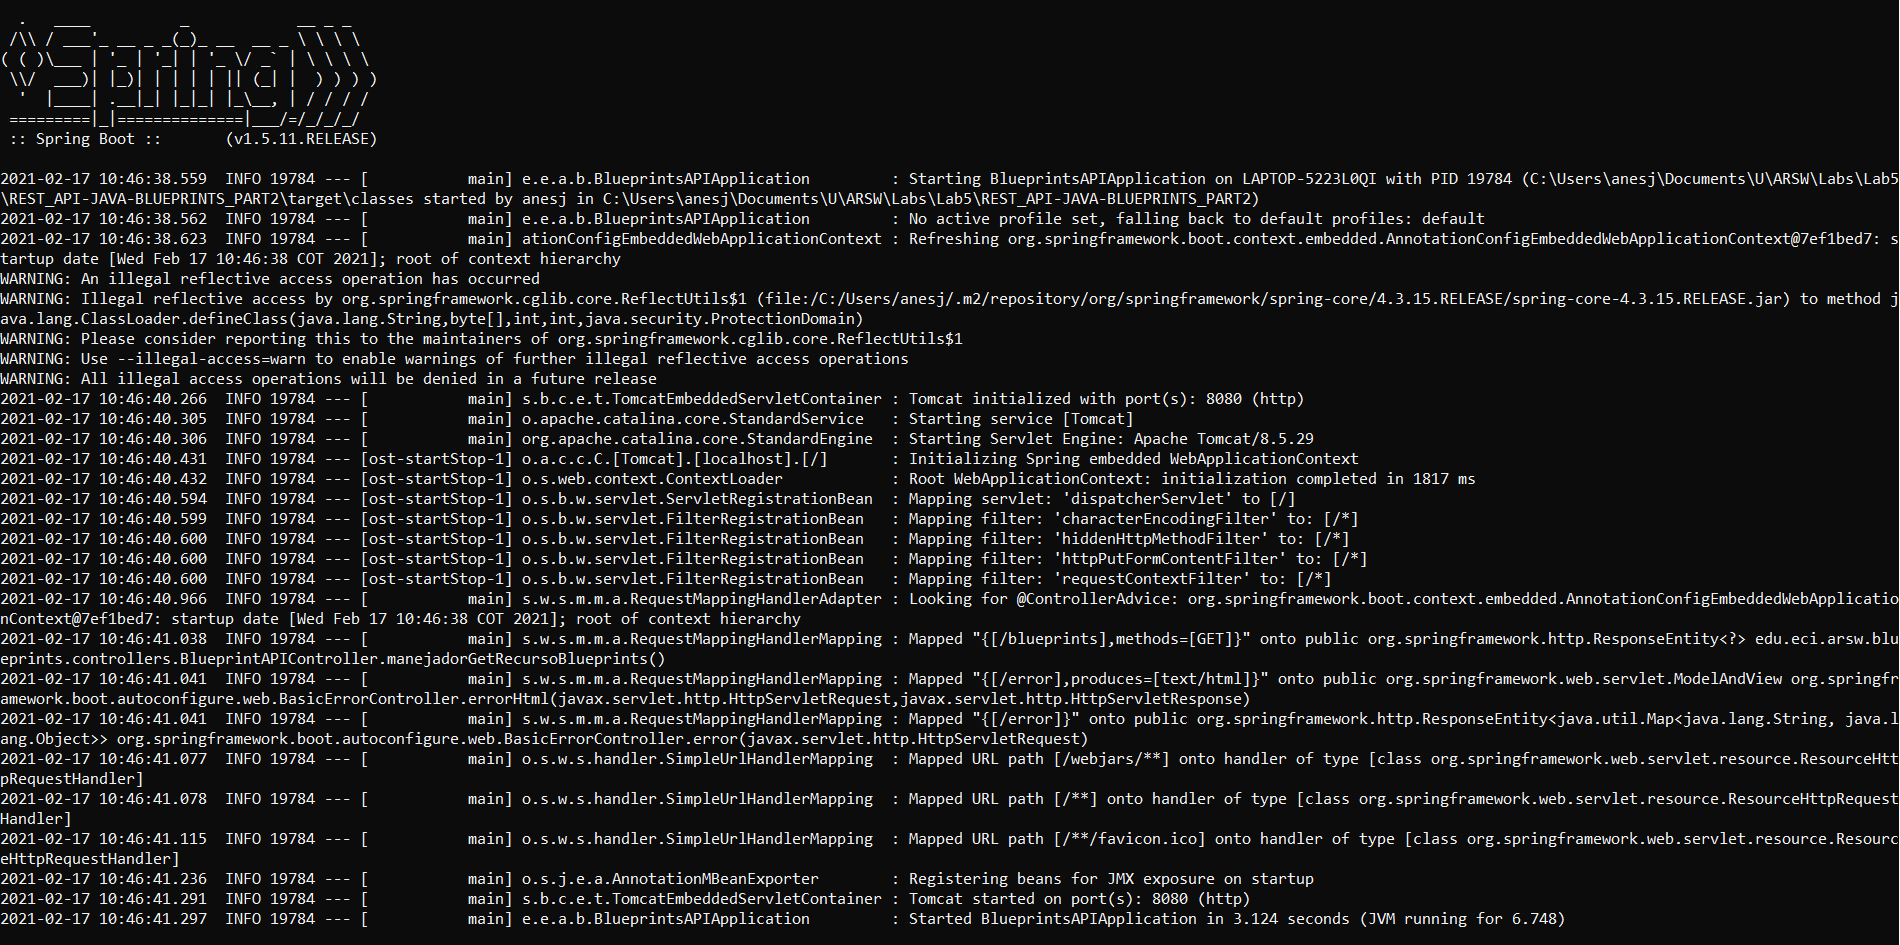 .   ____          _            __ _ _
 /\\ / ___'_ __ _ _(_)_ __  __ _ \ \ \ \
( ( )\___ | '_ | '_| | '_ \/ _` | \ \ \ \
 \\/  ___)| |_)| | | | | || (_| |  ) ) ) )
  '  |____| .__|_| |_|_| |_\__, | / / / /
 =========|_|==============|___/=/_/_/_/
 :: Spring Boot ::       (v1.5.11.RELEASE)

2021-02-17 10:46:38.559  INFO 19784 --- [           main] e.e.a.b.BlueprintsAPIApplication         : Starting BlueprintsAPIApplication on LAPTOP-5223L0QI with PID 19784 (C:\Users\anesj\Documents\U\ARSW\Labs\Lab5
\REST_API-JAVA-BLUEPRINTS_PART2\target\classes started by anesj in C:\Users\anesj\Documents\U\ARSW\Labs\Lab5\REST_API-JAVA-BLUEPRINTS_PART2)
2021-02-17 10:46:38.562  INFO 19784 --- [           main] e.e.a.b.BlueprintsAPIApplication         : No active profile set, falling back to default profiles: default
2021-02-17 10:46:38.623  INFO 19784 --- [           main] ationConfigEmbeddedWebApplicationContext : Refreshing org.springframework.boot.context.embedded.AnnotationConfigEmbeddedWebApplicationContext@7ef1bed7: s
tartup date [Wed Feb 17 10:46:38 COT 2021]; root of context hierarchy
WARNING: An illegal reflective access operation has occurred
WARNING: Illegal reflective access by org.springframework.cglib.core.ReflectUtils$1 (file:/C:/Users/anesj/.m2/repository/org/springframework/spring-core/4.3.15.RELEASE/spring-core-4.3.15.RELEASE.jar) to method j
ava.lang.ClassLoader.defineClass(java.lang.String,byte[],int,int,java.security.ProtectionDomain)
WARNING: Please consider reporting this to the maintainers of org.springframework.cglib.core.ReflectUtils$1
WARNING: Use --illegal-access=warn to enable warnings of further illegal reflective access operations
WARNING: All illegal access operations will be denied in a future release
2021-02-17 10:46:40.266  INFO 19784 --- [           main] s.b.c.e.t.TomcatEmbeddedServletContainer : Tomcat initialized with port(s): 8080 (http)
2021-02-17 10:46:40.305  INFO 19784 --- [           main] o.apache.catalina.core.StandardService   : Starting service [Tomcat]
2021-02-17 10:46:40.306  INFO 19784 --- [           main] org.apache.catalina.core.StandardEngine  : Starting Servlet Engine: Apache Tomcat/8.5.29
2021-02-17 10:46:40.431  INFO 19784 --- [ost-startStop-1] o.a.c.c.C.[Tomcat].[localhost].[/]       : Initializing Spring embedded WebApplicationContext
2021-02-17 10:46:40.432  INFO 19784 --- [ost-startStop-1] o.s.web.context.ContextLoader            : Root WebApplicationContext: initialization completed in 1817 ms
2021-02-17 10:46:40.594  INFO 19784 --- [ost-startStop-1] o.s.b.w.servlet.ServletRegistrationBean  : Mapping servlet: 'dispatcherServlet' to [/]
2021-02-17 10:46:40.599  INFO 19784 --- [ost-startStop-1] o.s.b.w.servlet.FilterRegistrationBean   : Mapping filter: 'characterEncodingFilter' to: [/*]
2021-02-17 10:46:40.600  INFO 19784 --- [ost-startStop-1] o.s.b.w.servlet.FilterRegistrationBean   : Mapping filter: 'hiddenHttpMethodFilter' to: [/*]
2021-02-17 10:46:40.600  INFO 19784 --- [ost-startStop-1] o.s.b.w.servlet.FilterRegistrationBean   : Mapping filter: 'httpPutFormContentFilter' to: [/*]
2021-02-17 10:46:40.600  INFO 19784 --- [ost-startStop-1] o.s.b.w.servlet.FilterRegistrationBean   : Mapping filter: 'requestContextFilter' to: [/*]
2021-02-17 10:46:40.966  INFO 19784 --- [           main] s.w.s.m.m.a.RequestMappingHandlerAdapter : Looking for @ControllerAdvice: org.springframework.boot.context.embedded.AnnotationConfigEmbeddedWebApplicatio
nContext@7ef1bed7: startup date [Wed Feb 17 10:46:38 COT 2021]; root of context hierarchy
2021-02-17 10:46:41.038  INFO 19784 --- [           main] s.w.s.m.m.a.RequestMappingHandlerMapping : Mapped "{[/blueprints],methods=[GET]}" onto public org.springframework.http.ResponseEntity<?> edu.eci.arsw.blu
eprints.controllers.BlueprintAPIController.manejadorGetRecursoBlueprints()
2021-02-17 10:46:41.041  INFO 19784 --- [           main] s.w.s.m.m.a.RequestMappingHandlerMapping : Mapped "{[/error],produces=[text/html]}" onto public org.springframework.web.servlet.ModelAndView org.springfr
amework.boot.autoconfigure.web.BasicErrorController.errorHtml(javax.servlet.http.HttpServletRequest,javax.servlet.http.HttpServletResponse)
2021-02-17 10:46:41.041  INFO 19784 --- [           main] s.w.s.m.m.a.RequestMappingHandlerMapping : Mapped "{[/error]}" onto public org.springframework.http.ResponseEntity<java.util.Map<java.lang.String, java.l
ang.Object>> org.springframework.boot.autoconfigure.web.BasicErrorController.error(javax.servlet.http.HttpServletRequest)
2021-02-17 10:46:41.077  INFO 19784 --- [           main] o.s.w.s.handler.SimpleUrlHandlerMapping  : Mapped URL path [/webjars/**] onto handler of type [class org.springframework.web.servlet.resource.ResourceHtt
pRequestHandler]
2021-02-17 10:46:41.078  INFO 19784 --- [           main] o.s.w.s.handler.SimpleUrlHandlerMapping  : Mapped URL path [/**] onto handler of type [class org.springframework.web.servlet.resource.ResourceHttpRequest
Handler]
2021-02-17 10:46:41.115  INFO 19784 --- [           main] o.s.w.s.handler.SimpleUrlHandlerMapping  : Mapped URL path [/**/favicon.ico] onto handler of type [class org.springframework.web.servlet.resource.Resourc
eHttpRequestHandler]
2021-02-17 10:46:41.236  INFO 19784 --- [           main] o.s.j.e.a.AnnotationMBeanExporter        : Registering beans for JMX exposure on startup
2021-02-17 10:46:41.291  INFO 19784 --- [           main] s.b.c.e.t.TomcatEmbeddedServletContainer : Tomcat started on port(s): 8080 (http)
2021-02-17 10:46:41.297  INFO 19784 --- [           main] e.e.a.b.BlueprintsAPIApplication         : Started BlueprintsAPIApplication in 3.124 seconds (JVM running for 6.748)